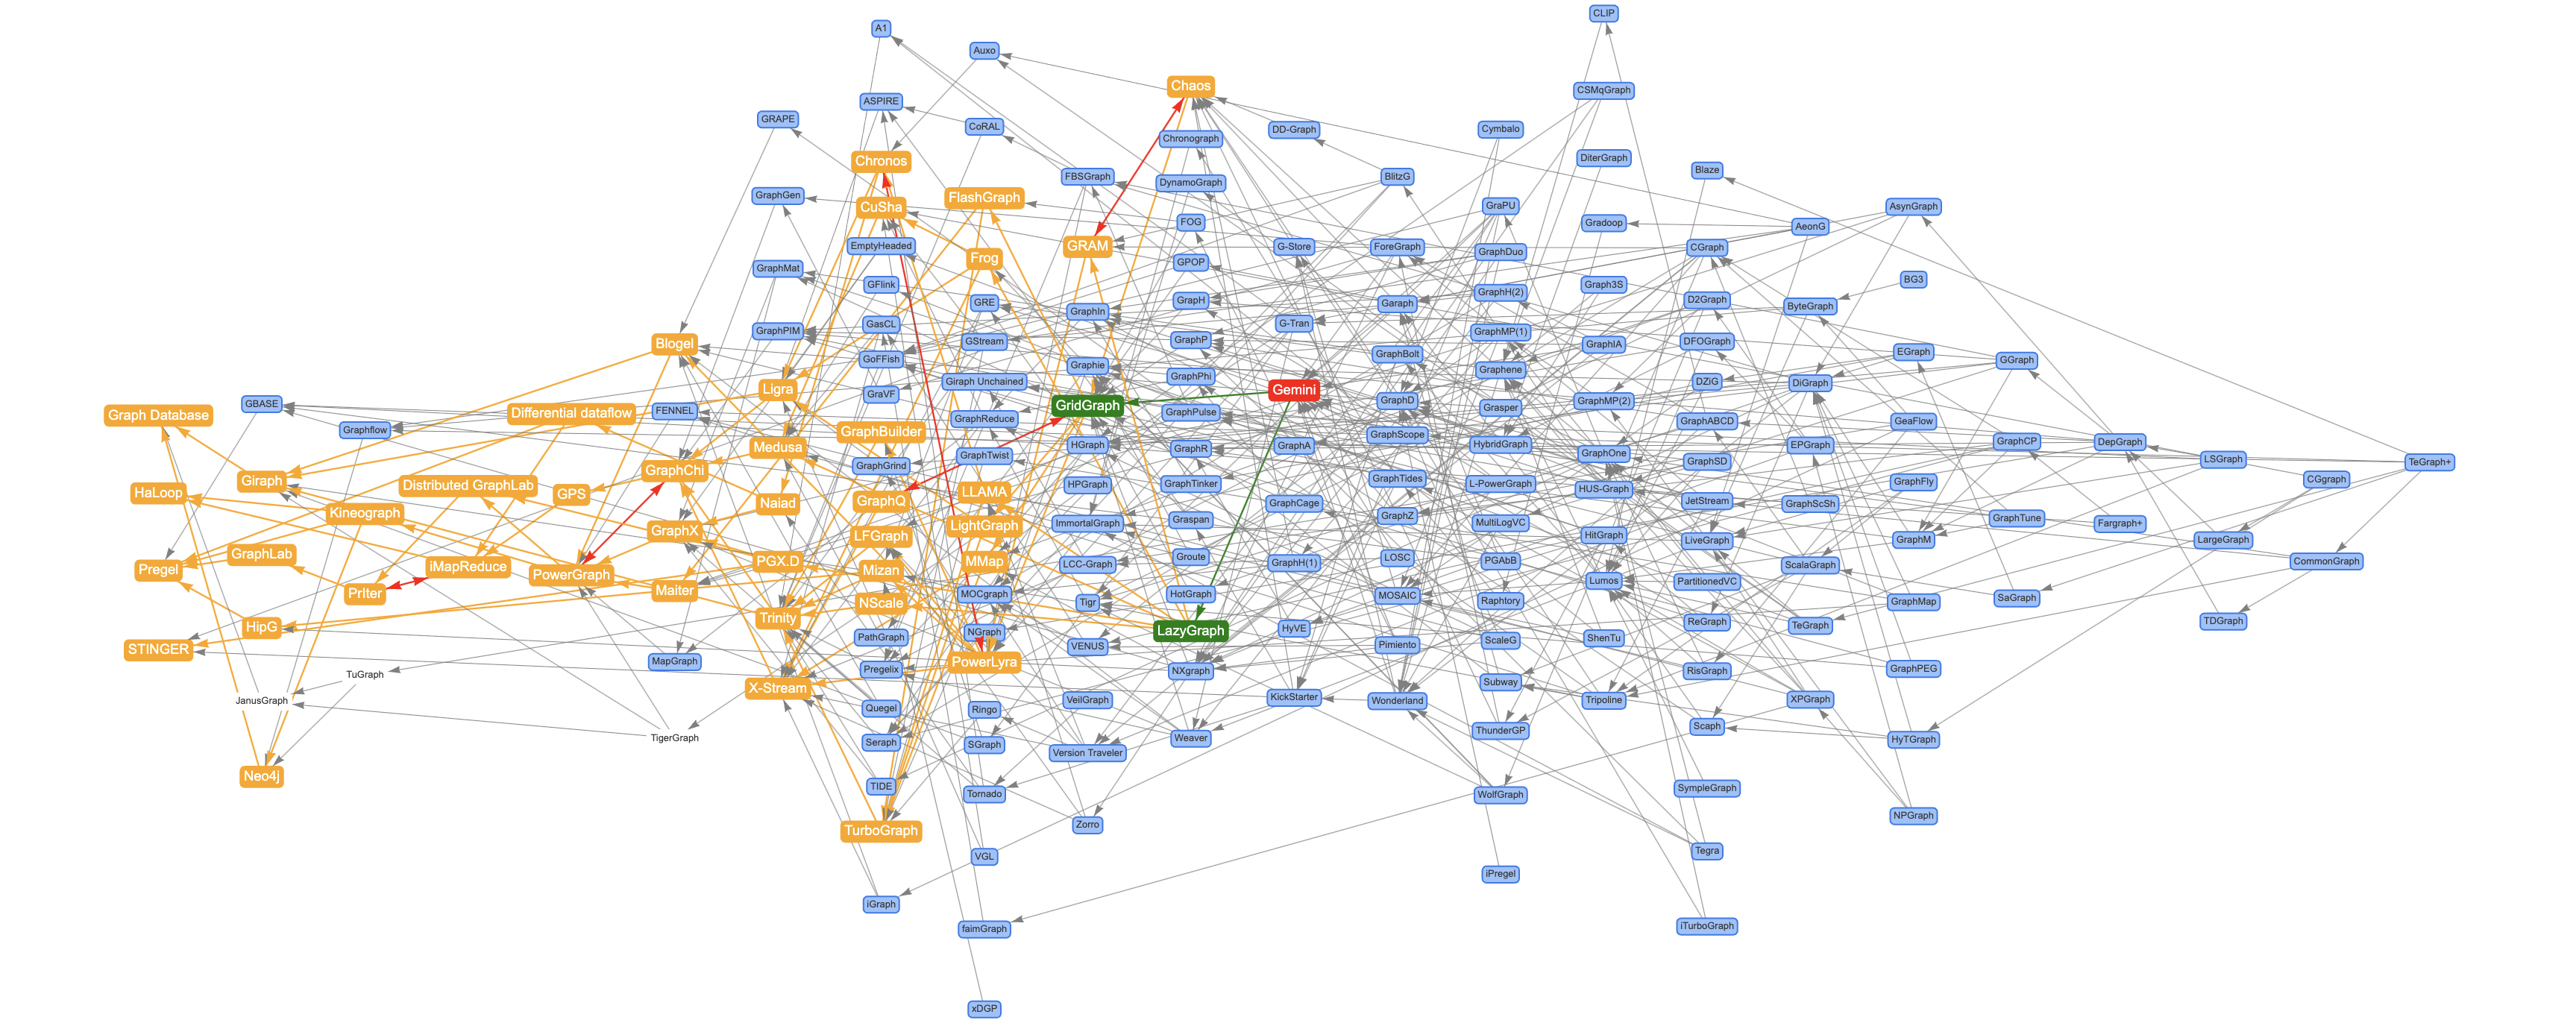 CLIP
A1
Auxo
Chaos
CSMqGraph
ASPIRE
GRAPE
CoRAL
DD-Graph
Cymbalo
Chronograph
Chronos
DiterGraph
Blaze
FBSGraph
DynamoGraph
BlitzG
GraphGen
FlashGraph
CuSha
GraPU
AsynGraph
FOG
Gradoop
AeonG
EmptyHeaded
GRAM
G-Store
ForeGraph
GraphDuo
CGraph
Frog
GPOP
GraphMat
BG3
GFlink
Graph3S
GRE
GraphH
Garaph
GraphH(2)
D2Graph
ByteGraph
GraphIn
GasCL
G-Tran
GraphPIM
GraphMP(1)
Blogel
GStream
GraphP
DFOGraph
GraphIA
GoFFish
GraphBolt
EGraph
GGraph
Graphie
Graphene
Giraph Unchained
GraphPhi
DZiG
DiGraph
Ligra
GraVF
Gemini
GBASE
GridGraph
GraphD
GraphMP(2)
Grasper
Graph Database
Differential dataflow
FENNEL
GraphReduce
GraphPulse
GraphABCD
GeaFlow
Graphflow
GraphBuilder
GraphScope
GraphCP
DepGraph
Medusa
HGraph
GraphR
GraphA
HybridGraph
GraphOne
EPGraph
GraphTwist
GraphSD
LSGraph
TeGraph+
GraphChi
GraphGrind
Giraph
Distributed GraphLab
GPS
HPGraph
GraphTinker
GraphTides
L-PowerGraph
HUS-Graph
GraphFly
CGgraph
HaLoop
LLAMA
GraphQ
Naiad
GraphCage
JetStream
GraphScSh
Kineograph
LightGraph
ImmortalGraph
Graspan
GraphZ
MultiLogVC
GraphTune
Fargraph+
GraphX
LFGraph
HitGraph
LiveGraph
GraphM
LargeGraph
GraphLab
Pregel
iMapReduce
PowerGraph
PGX.D
Mizan
MMap
LCC-Graph
Groute
GraphH(1)
LOSC
PGAbB
ScalaGraph
CommonGraph
PrIter
Maiter
MOCgraph
HotGraph
MOSAIC
Lumos
PartitionedVC
NScale
Tigr
Raphtory
GraphMap
SaGraph
Trinity
HipG
NGraph
LazyGraph
HyVE
ReGraph
TeGraph
TDGraph
STINGER
PathGraph
VENUS
Pimiento
ScaleG
ShenTu
MapGraph
Pregelix
PowerLyra
NXgraph
RisGraph
GraphPEG
TuGraph
X-Stream
Subway
JanusGraph
VeilGraph
KickStarter
Wonderland
Tripoline
XPGraph
Quegel
Ringo
Scaph
TigerGraph
Seraph
SGraph
Weaver
ThunderGP
HyTGraph
Version Traveler
Neo4j
TIDE
Tornado
WolfGraph
SympleGraph
TurboGraph
Zorro
NPGraph
VGL
Tegra
iPregel
iGraph
faimGraph
iTurboGraph
xDGP